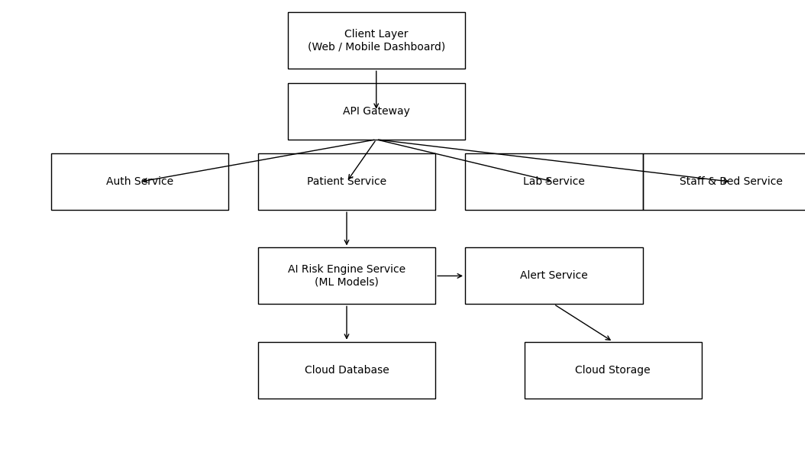 Client Layer
(Web / Mobile Dashboard)
API Gateway
Auth Service
Patient Service
Lab Service
Staff & Bed Service
AI Risk Engine Service
(ML Models)
Alert Service
Cloud Database
Cloud Storage